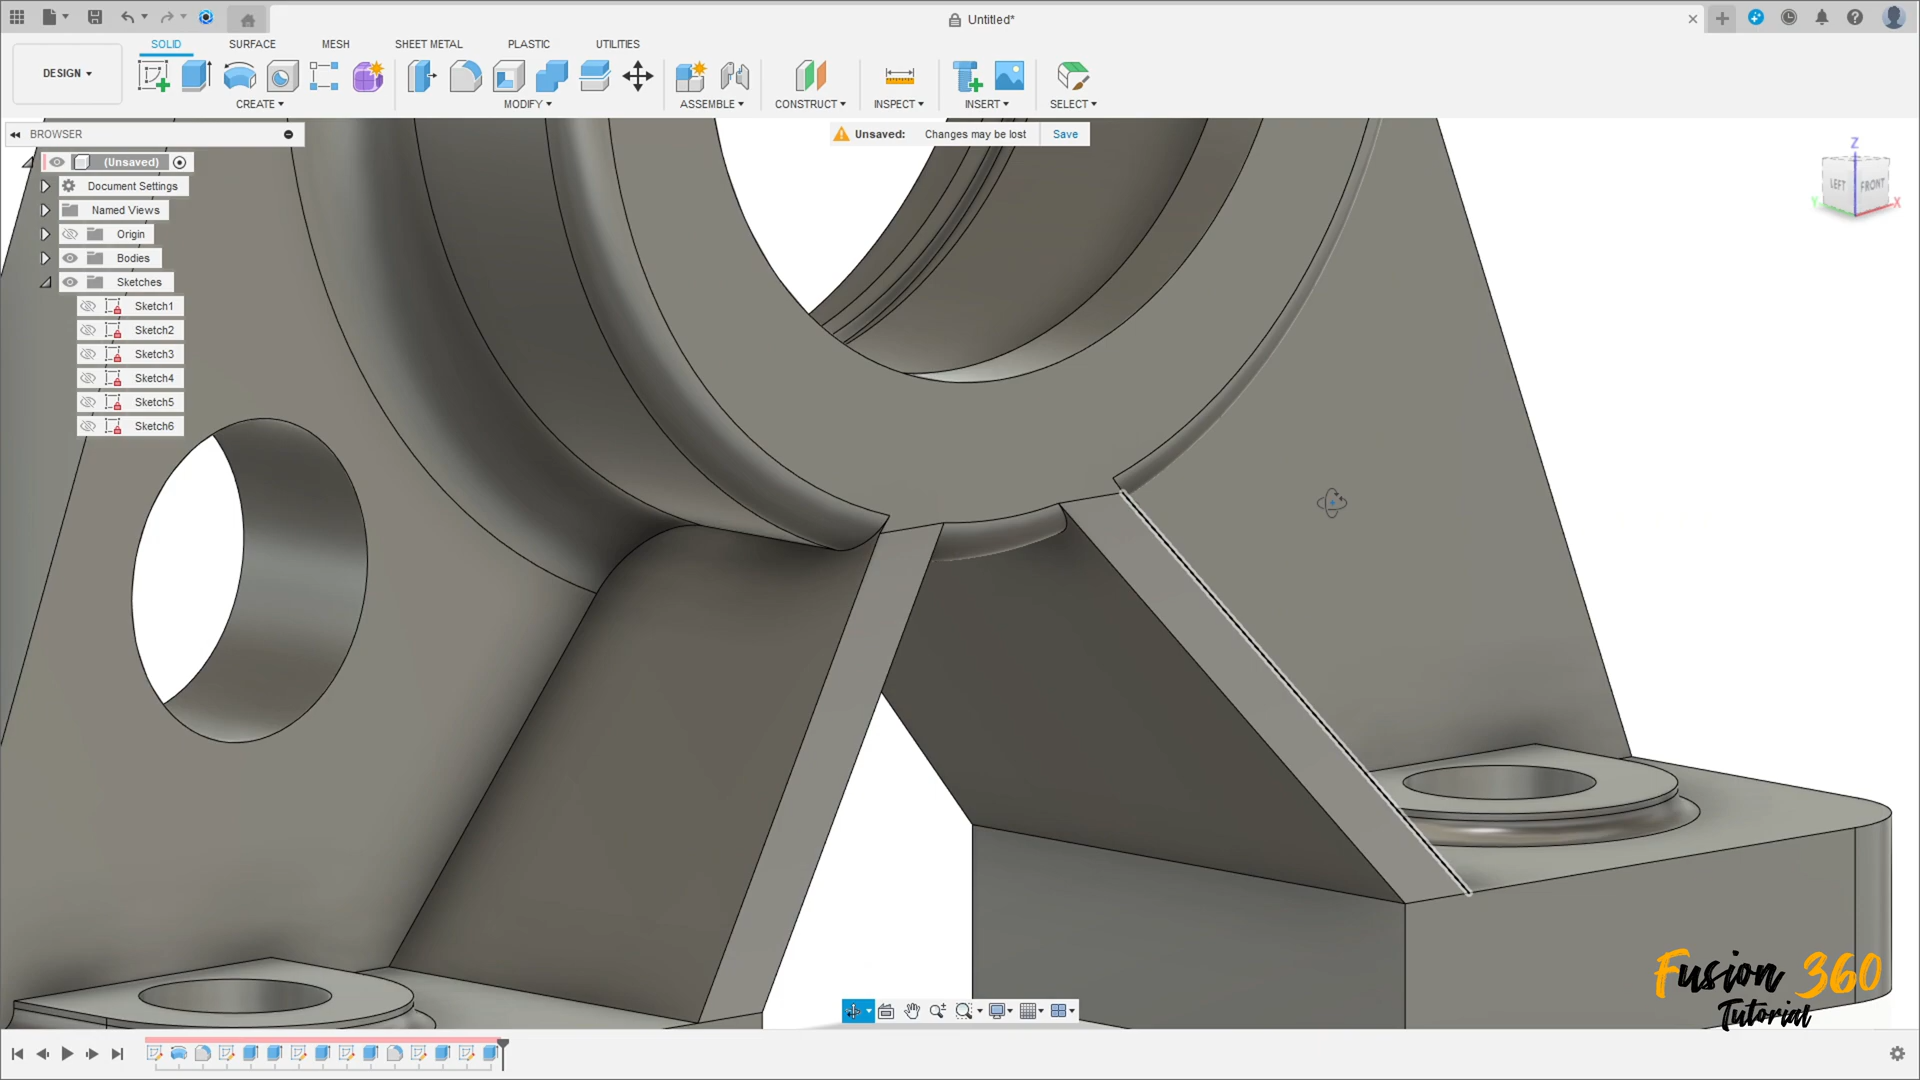 Untitled*
SOLID SURFACE MESH SHEET METAL PLASTIC UTILITIES
DESIGN
CREATE MODIFY ASSEMBLE CONSTRUCT INSPECT INSERT SELECT
BROWSER
Unsaved: Changes may be lost Save
(Unsaved)
Document Settings
Named Views
Origin
Bodies
Sketches
Sketch1
Sketch2
Sketch3
Sketch4
Sketch5
Sketch6
Z
LEFT FRONT
Y X
Fusion 360
Tutorial